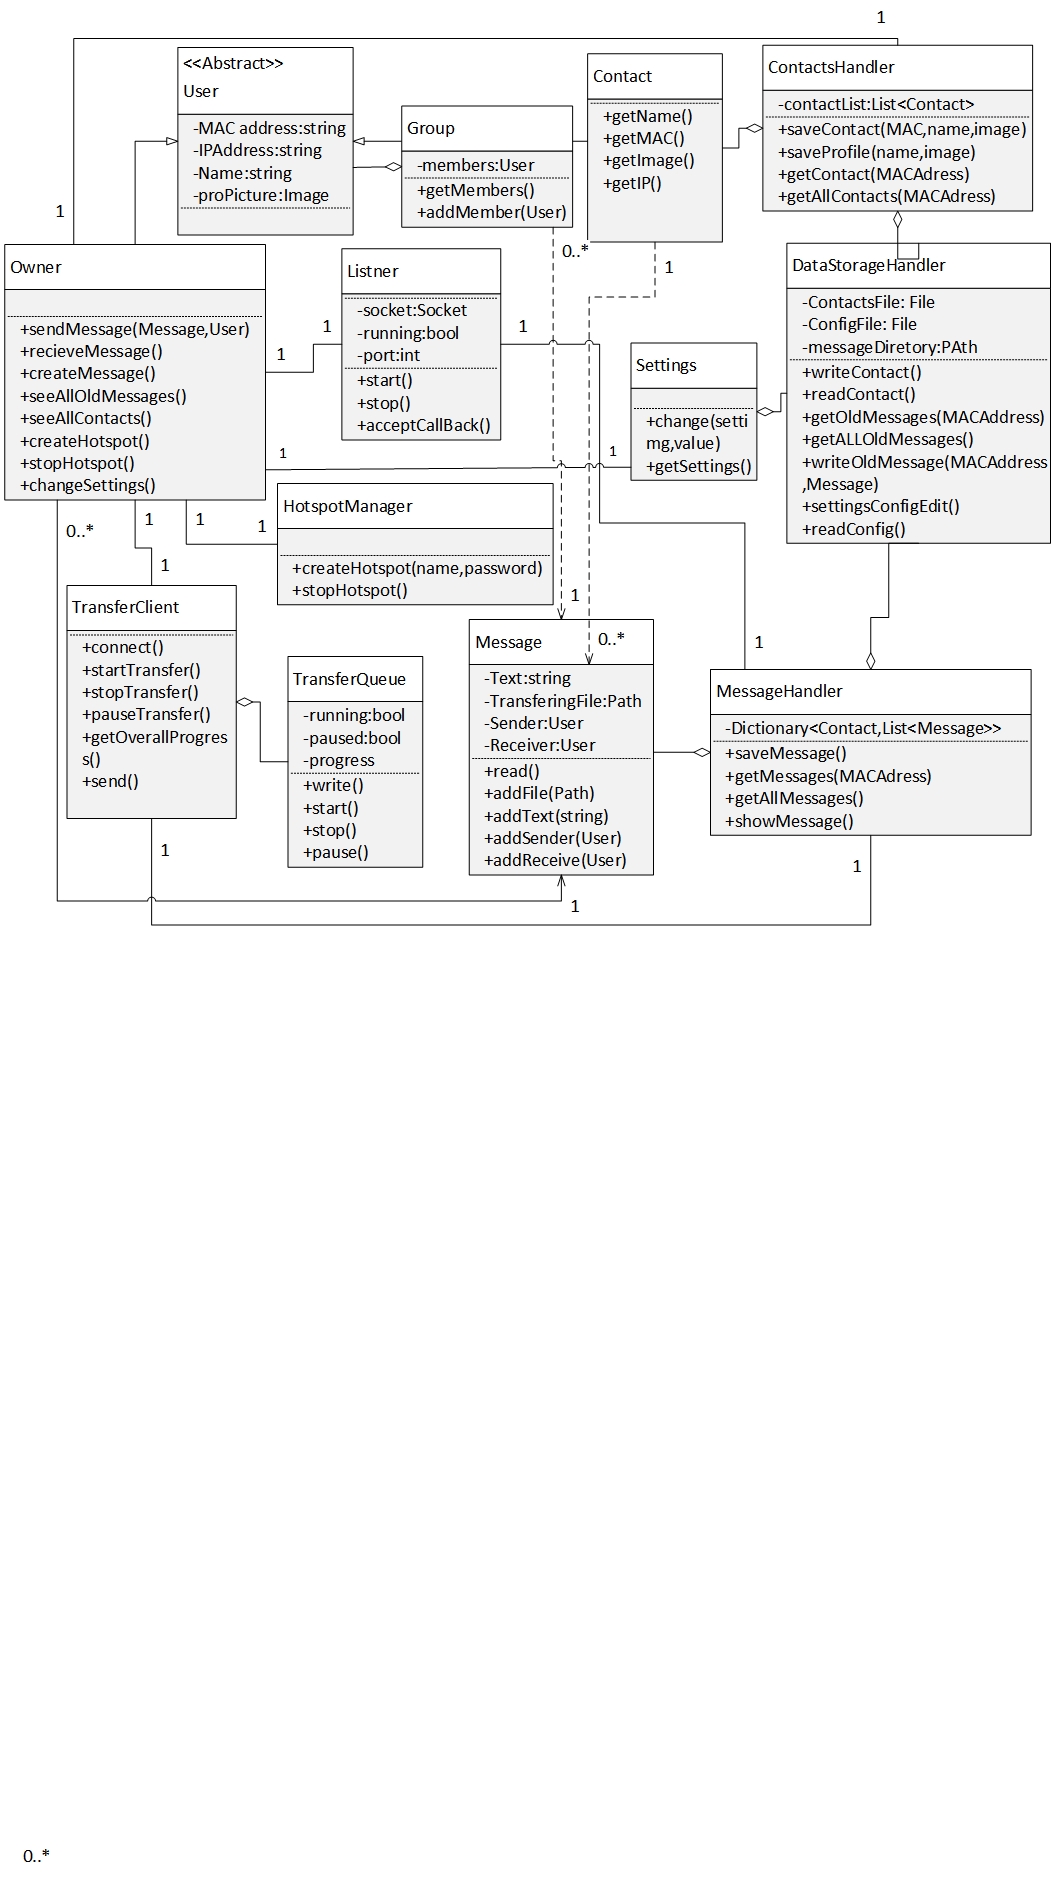 1
<<Abstract>>
User
-MAC address:string
-IPAddress:string
-Name:string
-proPicture:Image
Group
-members:User
+getMembers()
+addMember(User)
Contact
+getName()
+getMAC()
+getImage()
+getIP()
ContactsHandler
-contactList:List<Contact>
+saveContact(MAC,name,image)
+saveProfile(name,image)
+getContact(MACAdress)
+getAllContacts(MACAdress)
1
0..*
1
Owner
+sendMessage(Message,User)
+recieveMessage()
+createMessage()
+seeAllOldMessages()
+seeAllContacts()
+createHotspot()
+stopHotspot()
+changeSettings()
1
1
Listner
-socket:Socket
-running:bool
-port:int
+start()
+stop()
+acceptCallBack()
1
Settings
+change(setti
mg,value)
+getSettings()
DataStorageHandler
-ContactsFile: File
-ConfigFile: File
-messageDiretory:PAth
+writeContact()
+readContact()
+getOldMessages(MACAddress)
+getALLOldMessages()
+writeOldMessage(MACAddress
,Message)
+settingsConfigEdit()
+readConfig()
1
1
0..*
1
1
1
1
HotspotManager
+createHotspot(name,password)
+stopHotspot()
TransferClient
+connect()
+startTransfer()
+stopTransfer()
+pauseTransfer()
+getOverallProgres
s()
+send()
TransferQueue
-running:bool
-paused:bool
-progress
+write()
+start()
+stop()
+pause()
1
0..*
Message
-Text:string
-TransferingFile:Path
-Sender:User
-Receiver:User
+read()
+addFile(Path)
+addText(string)
+addSender(User)
+addReceive(User)
1
MessageHandler
-Dictionary<Contact,List<Message>>
+saveMessage()
+getMessages(MACAdress)
+getAllMessages()
+showMessage()
1
1
1
0..*